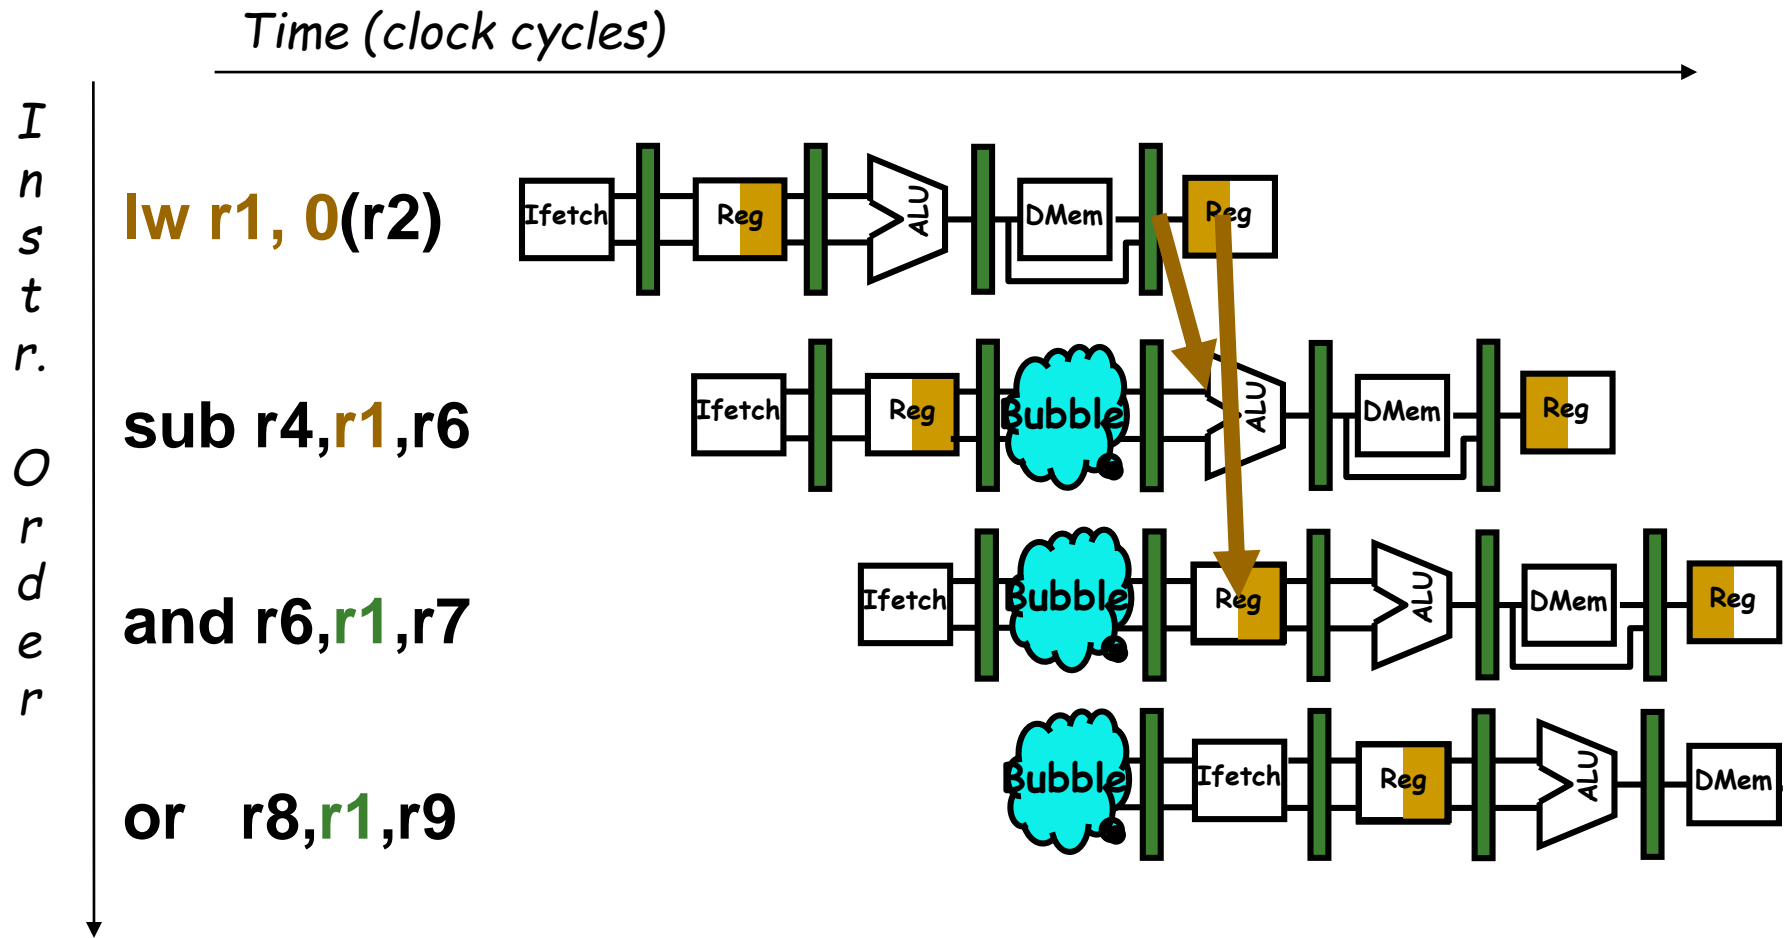 Time (clock cycles)
Instr. Order
lw r1, 0(r2)
Ifetch Reg ALU DMem Reg
sub r4,r1,r6
Ifetch Reg Bubble ALU DMem Reg
and r6,r1,r7
Ifetch Bubble Reg ALU DMem Reg
or r8,r1,r9
Bubble Ifetch Reg ALU DMem